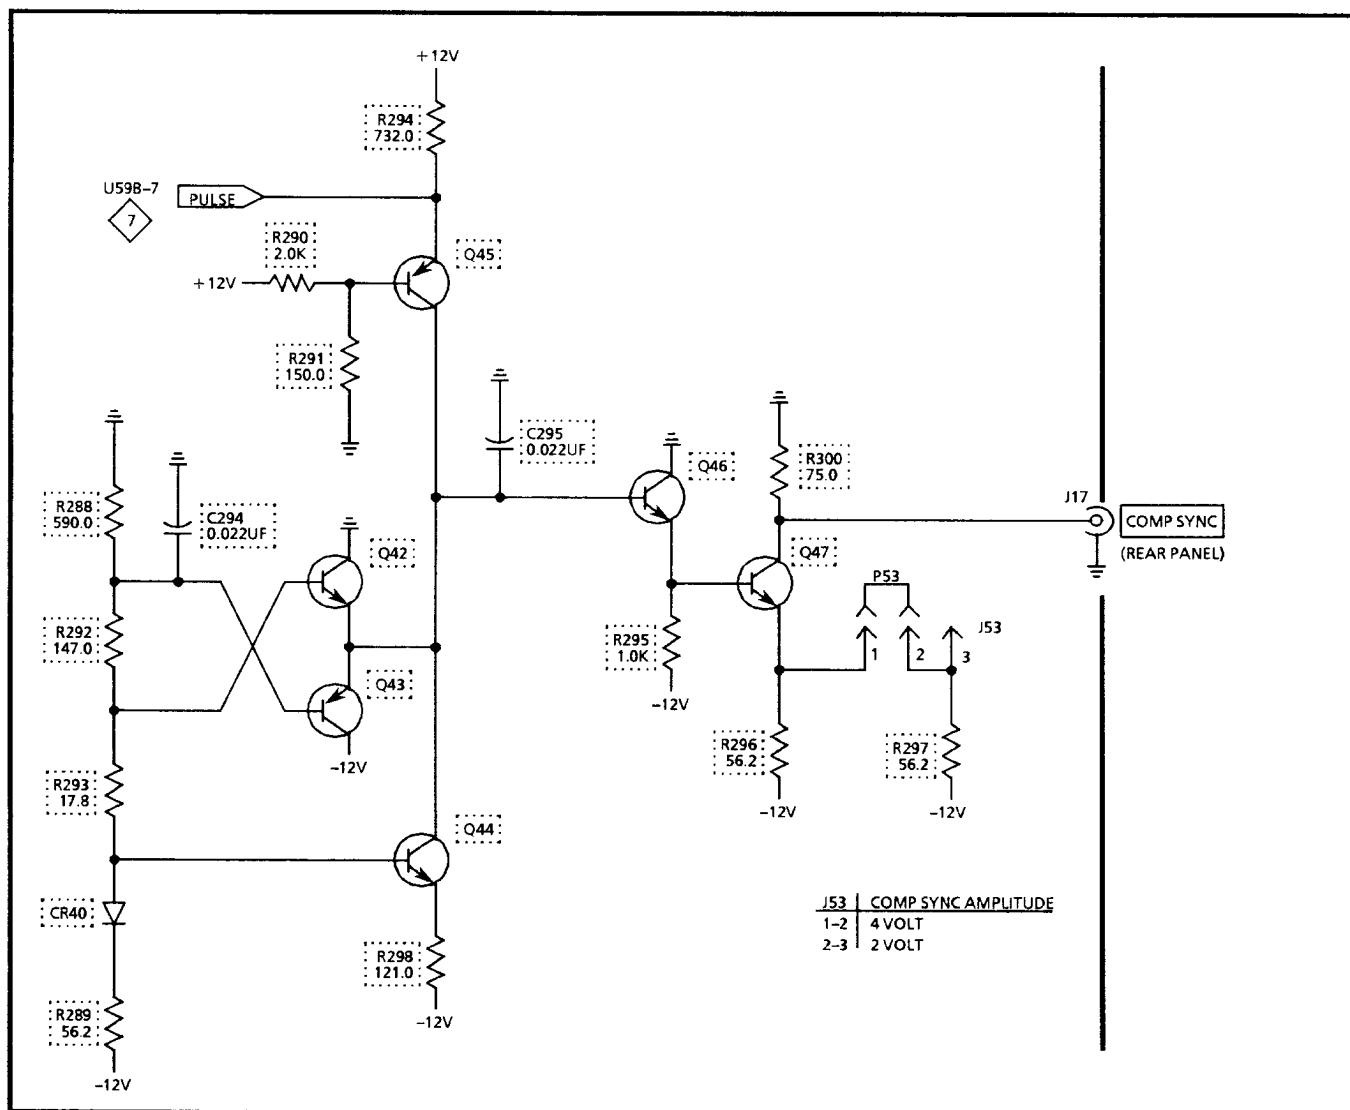 +12V
R294
732.0
U59B-7
PULSE
7
R290
2.0K
Q45
+12V
R291
150.0
C295
0.022UF
Q46
R300
75.0
J17
COMP SYNC
(REAR PANEL)
R288
590.0
C294
0.022UF
Q42
Q47
P53
R292
147.0
R295
1.0K
J53
1
2
3
Q43
-12V
-12V
R296
56.2
R297
56.2
R293
17.8
-12V
-12V
Q44
CR40
J53 COMP SYNC AMPLITUDE
1-2 4 VOLT
2-3 2 VOLT
R298
121.0
R289
56.2
-12V
-12V